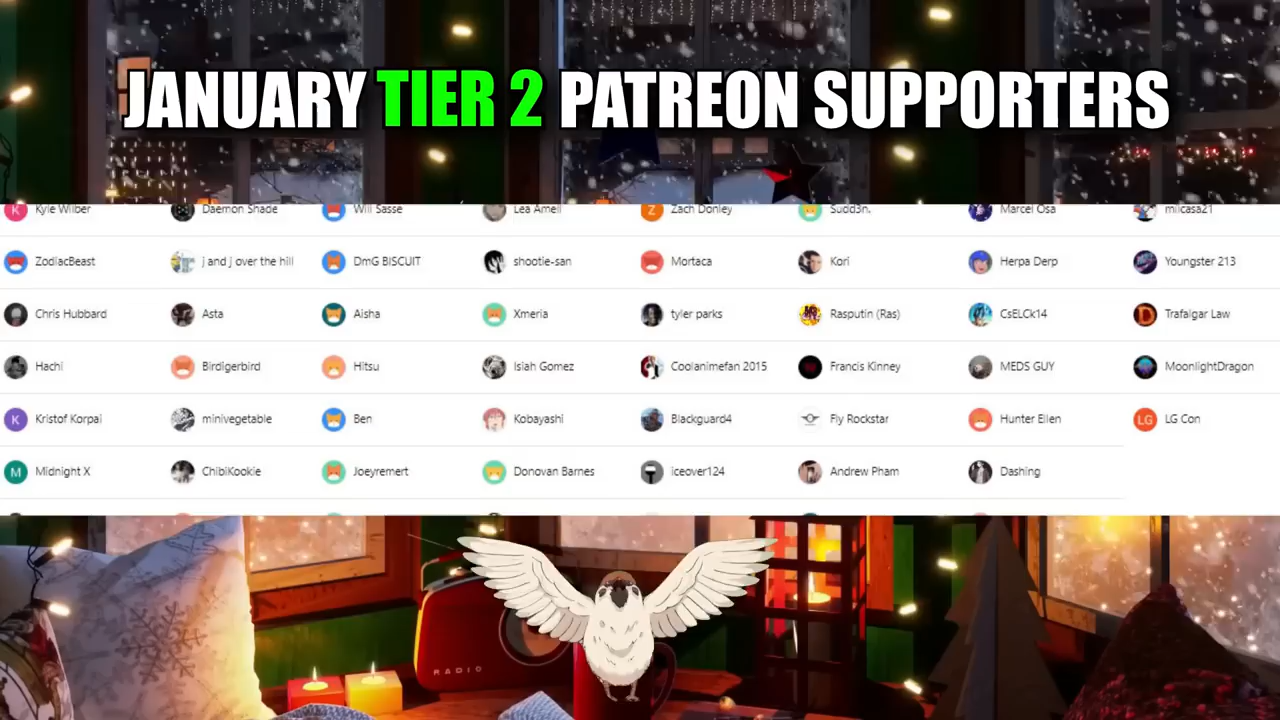 JANUARY TIER 2 PATREON SUPPORTERS
Kyle Wilber Daemon Shade Will Sasse Lea Amell Z Zach Donley Sudd3n. Marcel Osa milcasa21
ZodiacBeast j and j over the hill DmG BISCUIT shootie-san Mortaca Kori Herpa Derp Youngster 213
Chris Hubbard Asta Aisha Xmeria tyler parks Rasputin (Ras) CsELCk14 Trafalgar Law
Hachi Birdigerbird Hitsu Isiah Gomez Coolanimefan 2015 Francis Kinney MEDS GUY MoonlightDragon
K Kristof Korpai minivegetable Ben Kobayashi Blackguard4 Fly Rockstar Hunter Ellen LG LG Con
M Midnight X ChibiKookie Joeyremert Donovan Barnes iceover124 Andrew Pham Dashing
RADIO